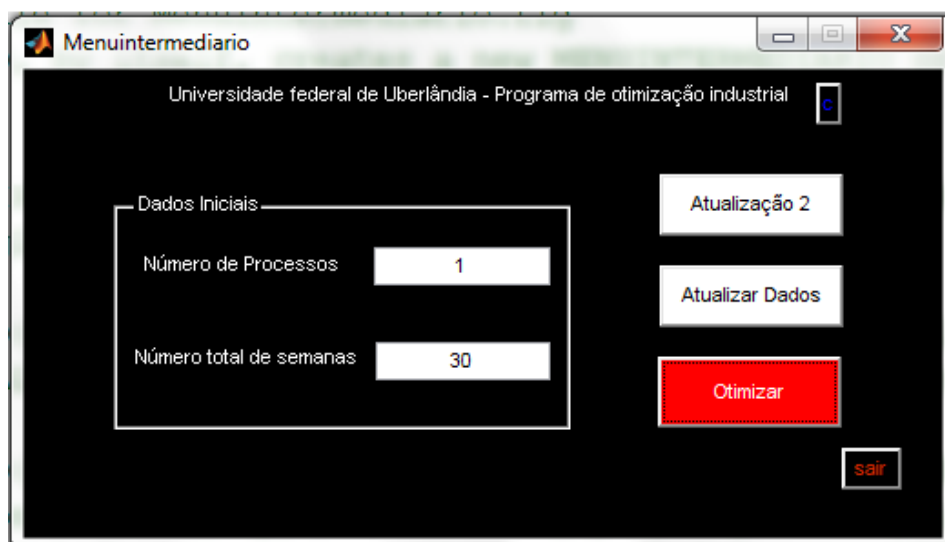 Menuintermediario
Universidade federal de Uberlândia - Programa de otimização industrial
c
Dados Iniciais
Número de Processos
1
Número total de semanas
30
Atualização 2
Atualizar Dados
Otimizar
sair